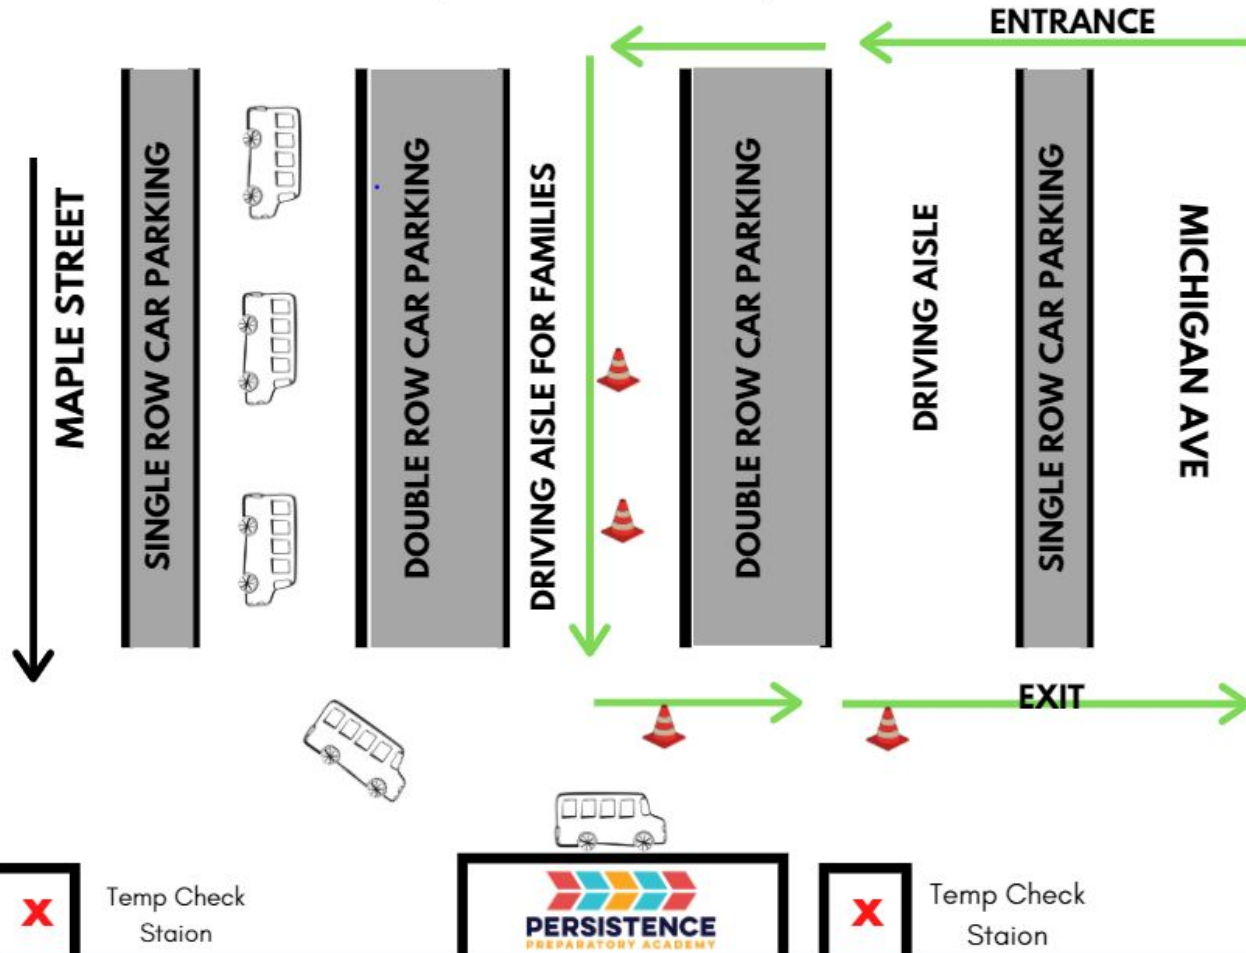 ENTRANCE
MAPLE STREET
SINGLE ROW CAR PARKING
DOUBLE ROW CAR PARKING
DRIVING AISLE FOR FAMILIES
DOUBLE ROW CAR PARKING
DRIVING AISLE
SINGLE ROW CAR PARKING
MICHIGAN AVE
EXIT
X
Temp Check
Staion
PERSISTENCE
PREPARATORY ACADEMY
X
Temp Check
Staion